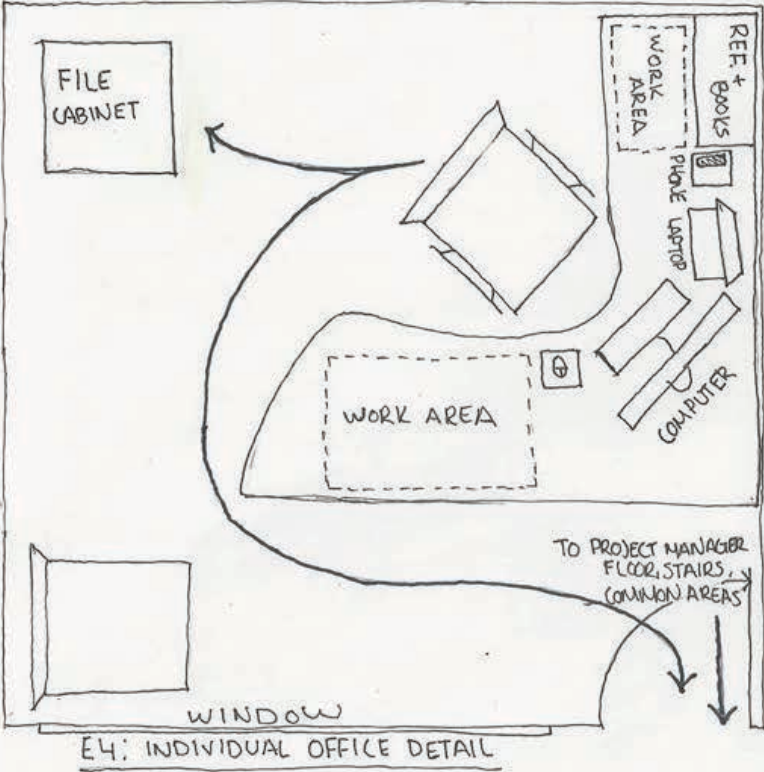 FILE
CABINET
WORK
AREA
REF. +
BOOKS
PHONE
LAPTOP
COMPUTER
WORK AREA
TO PROJECT MANAGER
FLOOR, STAIRS,
COMMON AREAS
WINDOW
E4: INDIVIDUAL OFFICE DETAIL